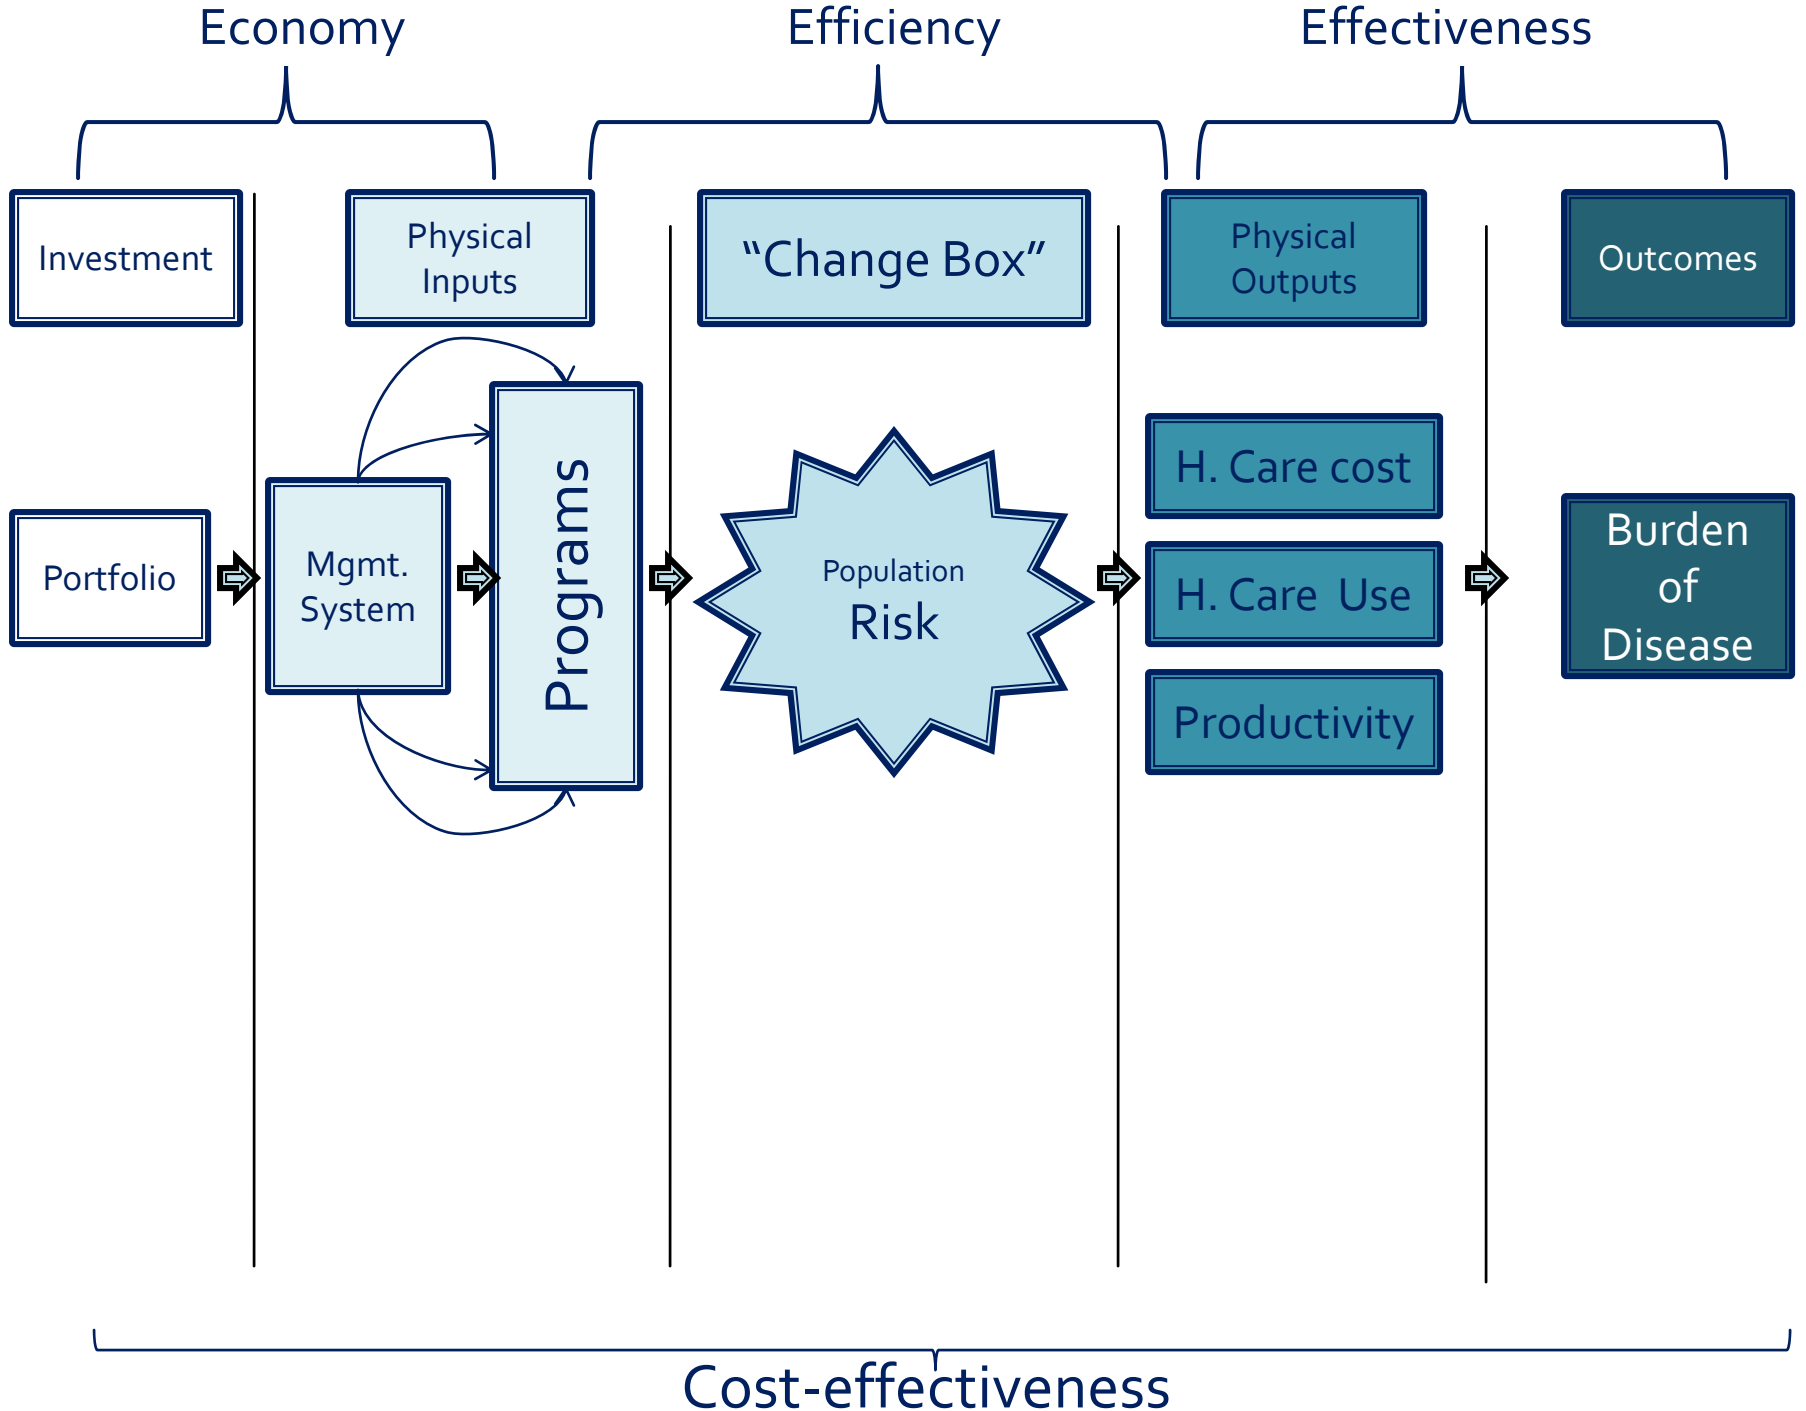 Economy
Efficiency
Effectiveness
Investment
Physical
Inputs
“Change Box”
Physical
Outputs
Outcomes
Portfolio
Mgmt.
System
Programs
Population
Risk
H. Care cost
H. Care  Use
Productivity
Burden
of
Disease
Cost-effectiveness